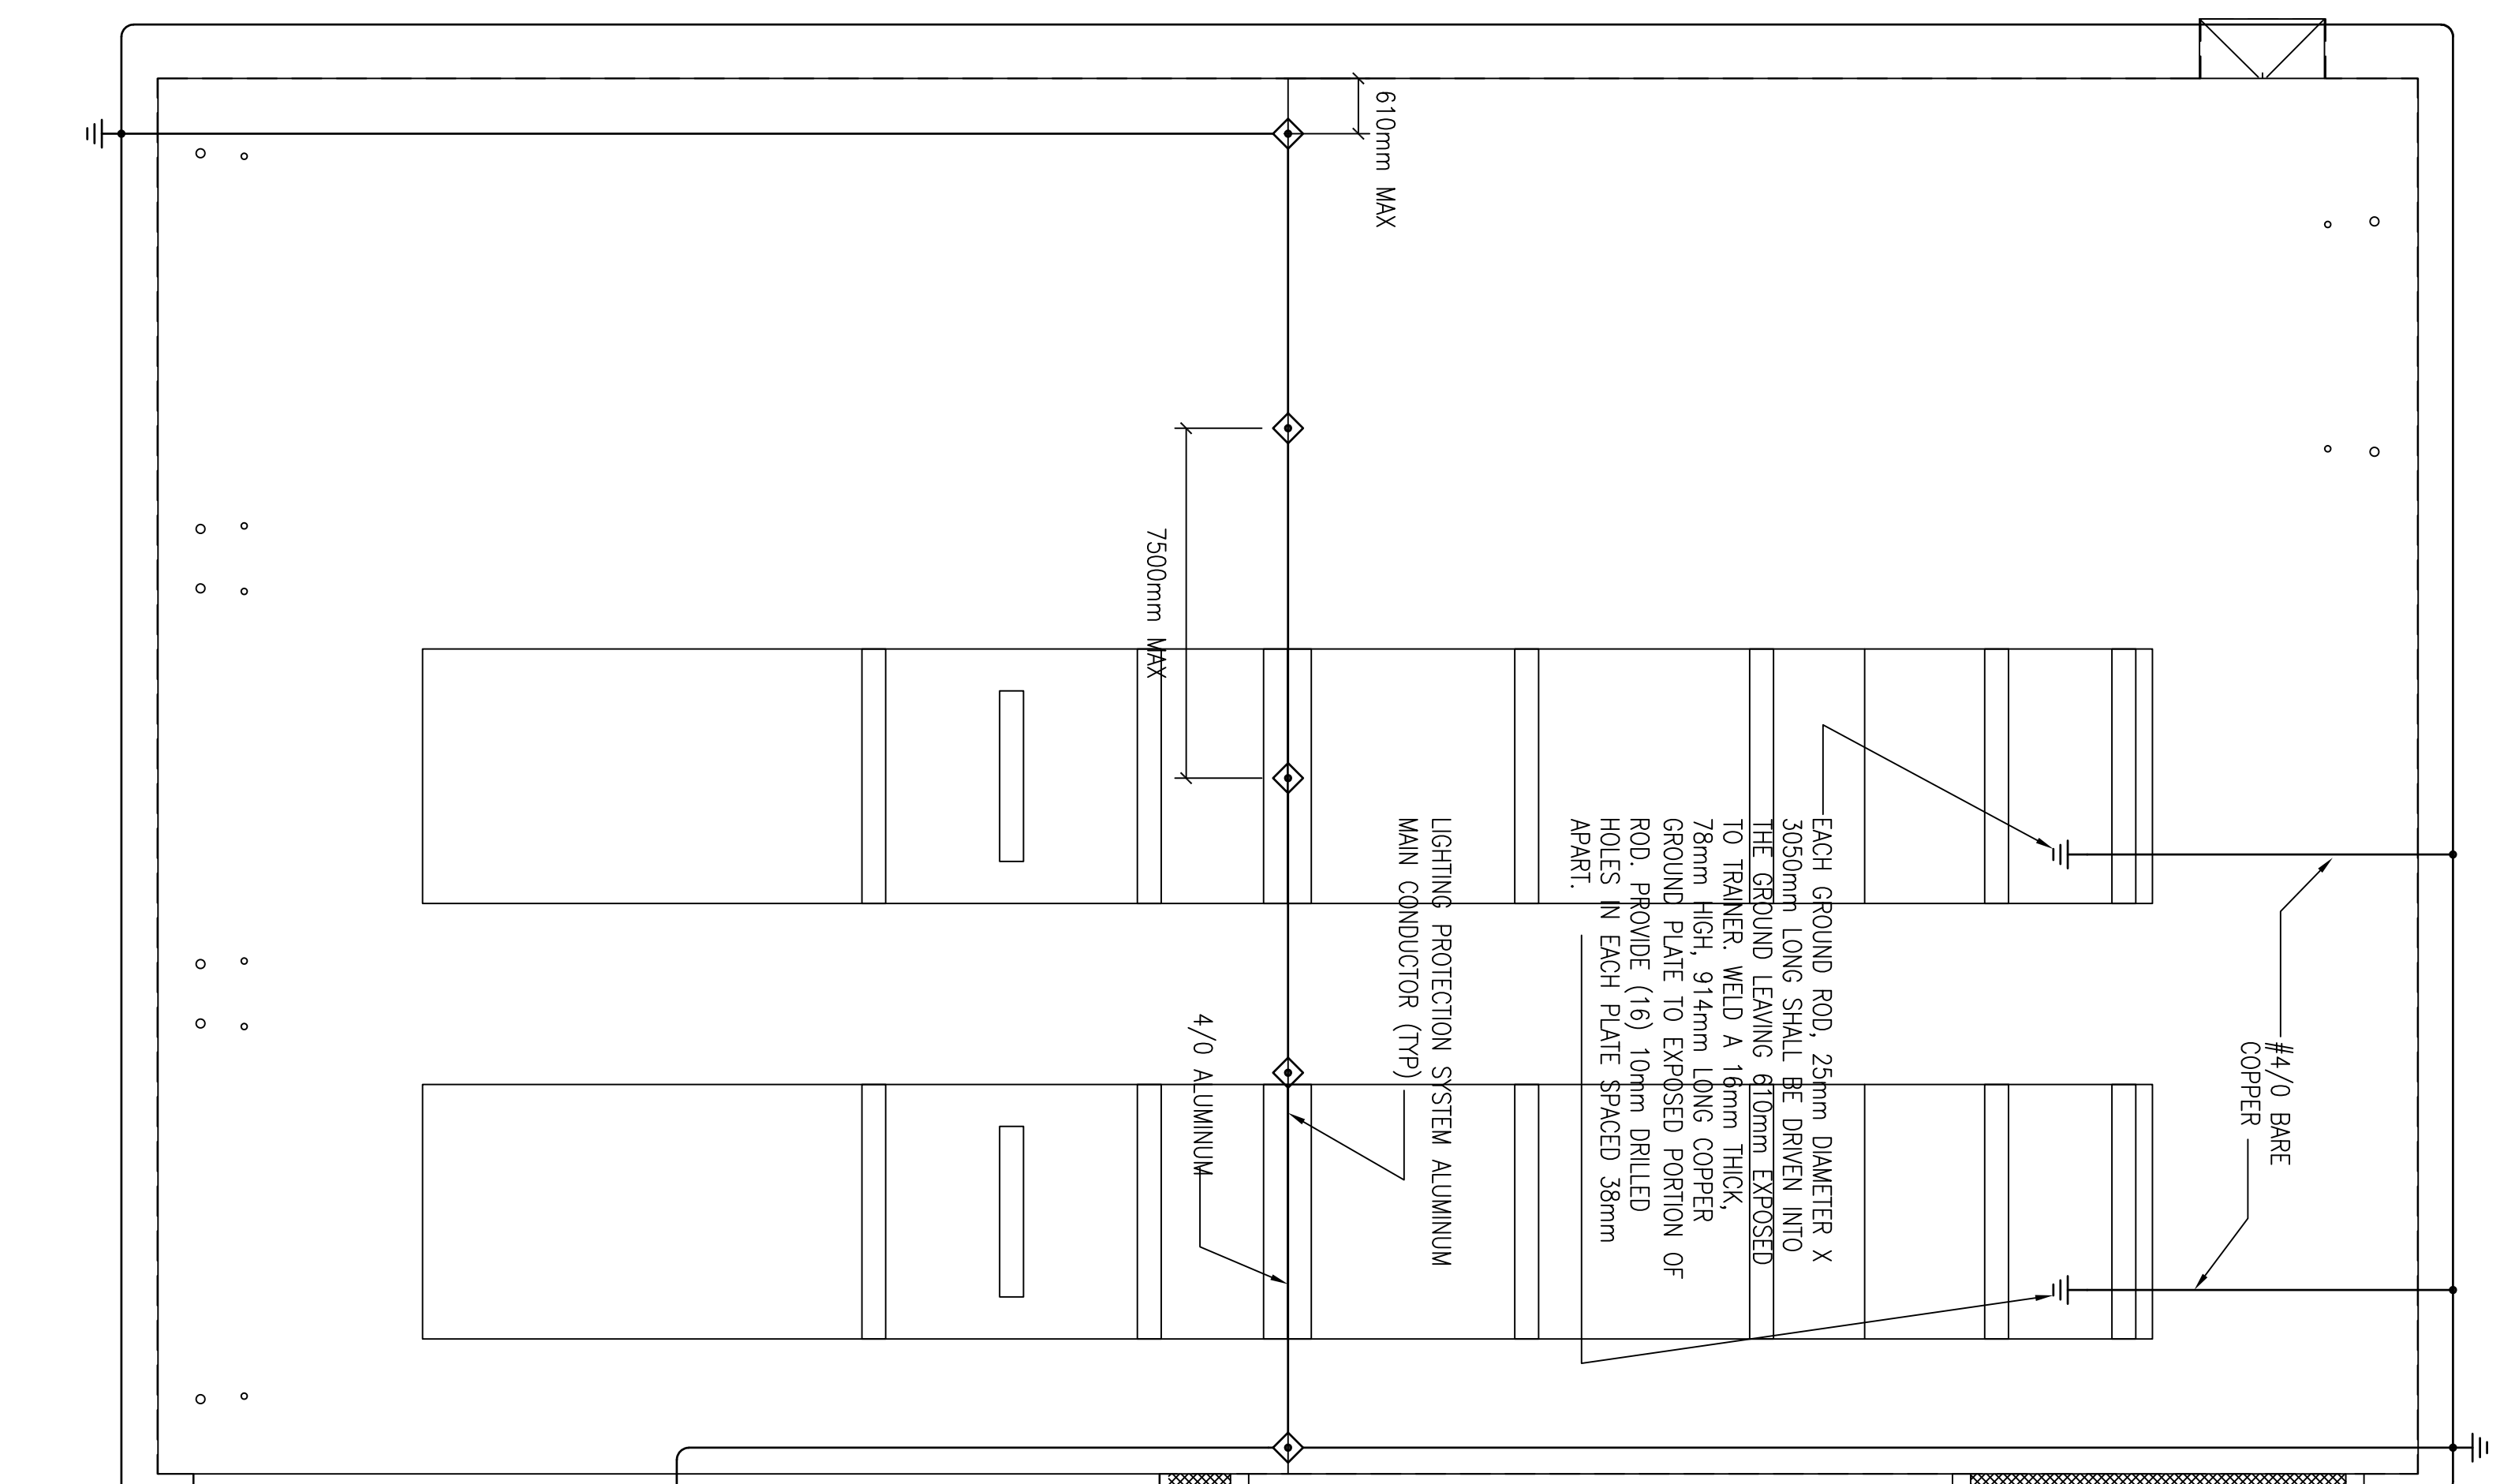 610mm MAX
7500mm MAX
EACH GROUND ROD, 25mm DIAMETER X
3050mm LONG SHALL BE DRIVEN INTO
THE GROUND LEAVING 610mm EXPOSED
TO TRAINER. WELD A 16mm THICK,
78mm HIGH, 914mm LONG COPPER
GROUND PLATE TO EXPOSED PORTION OF
ROD. PROVIDE (16) 10mm DRILLED
HOLES IN EACH PLATE SPACED 38mm
APART.
LIGHTING PROTECTION SYSTEM ALUMINUM
MAIN CONDUCTOR (TYP)
4/0 ALUMINUM
#4/0 BARE
COPPER